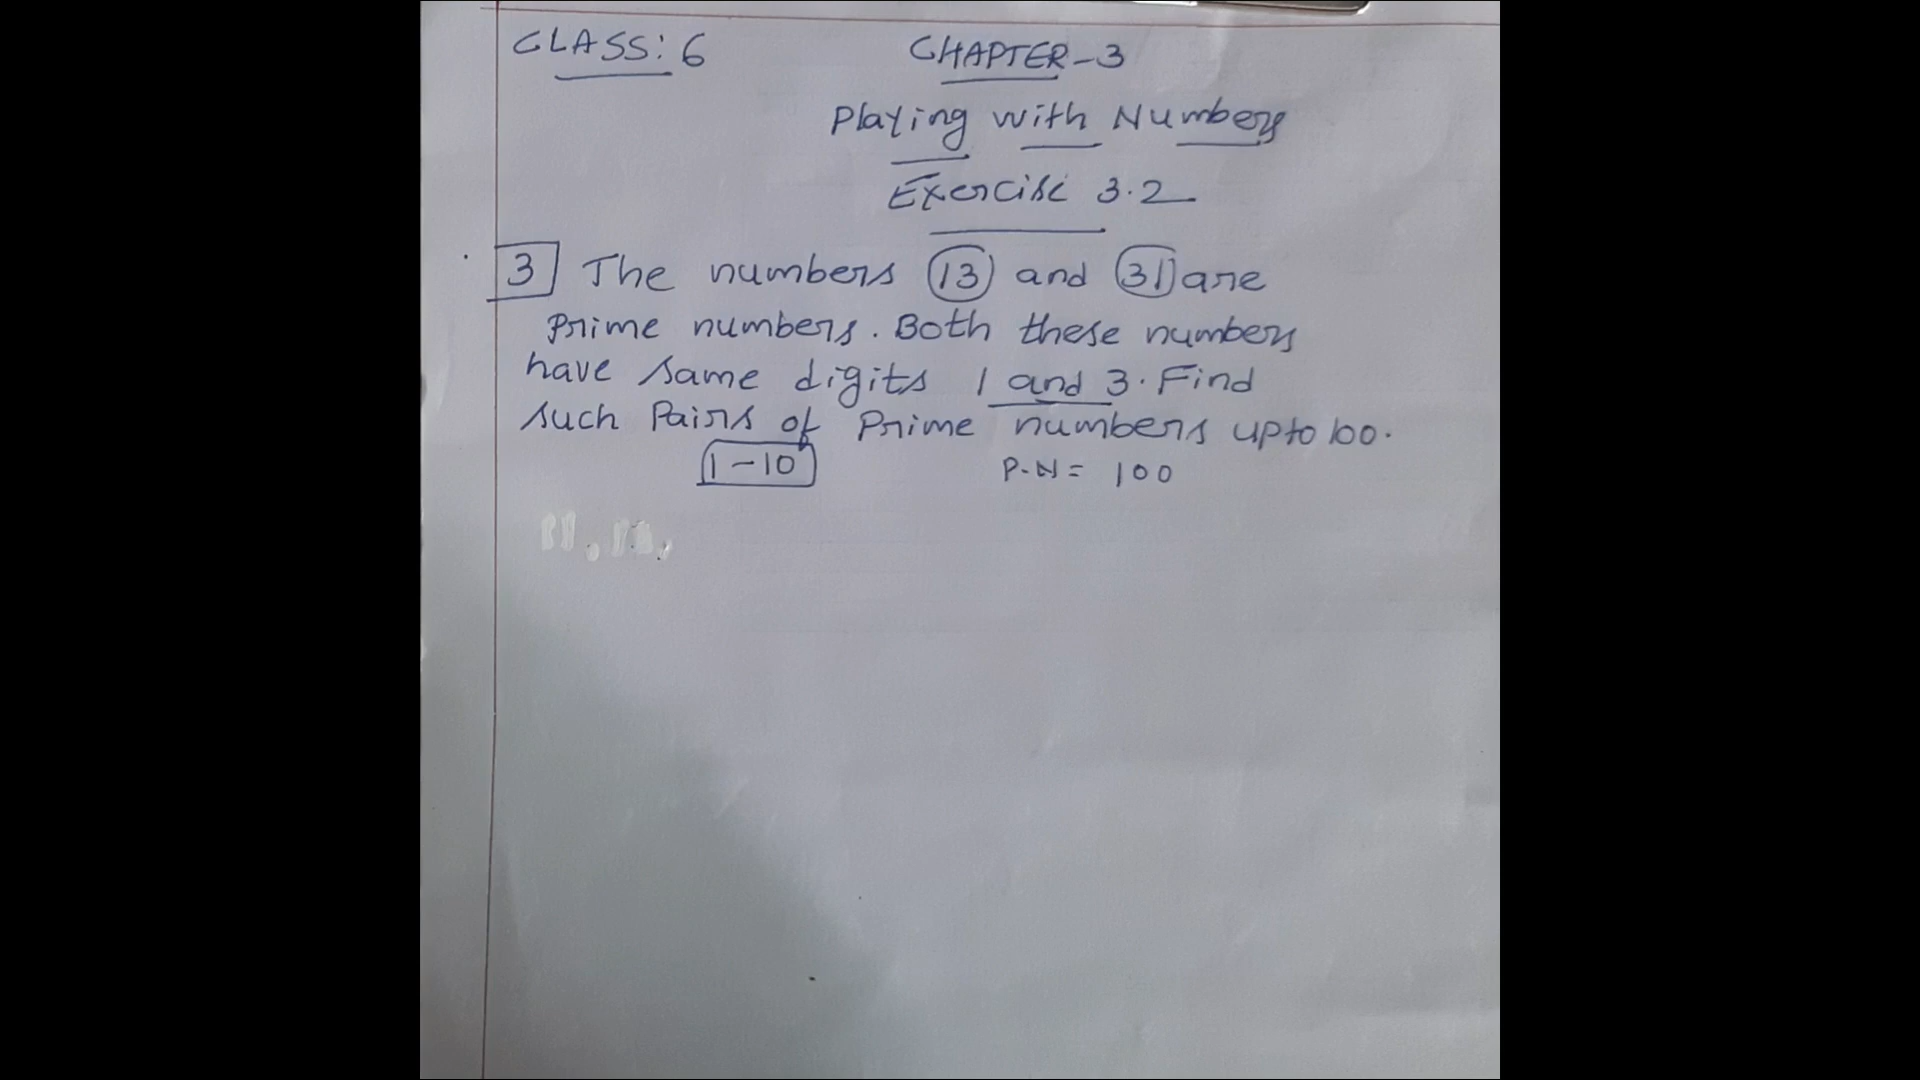 CLASS: 6
CHAPTER-3
Playing with Numbers
Exercise 3.2
3 The numbers 13 and 31 are
Prime numbers. Both these numbers
have same digits 1 and 3. Find
such Pairs of Prime numbers upto 100.
1-10
P.N= 100